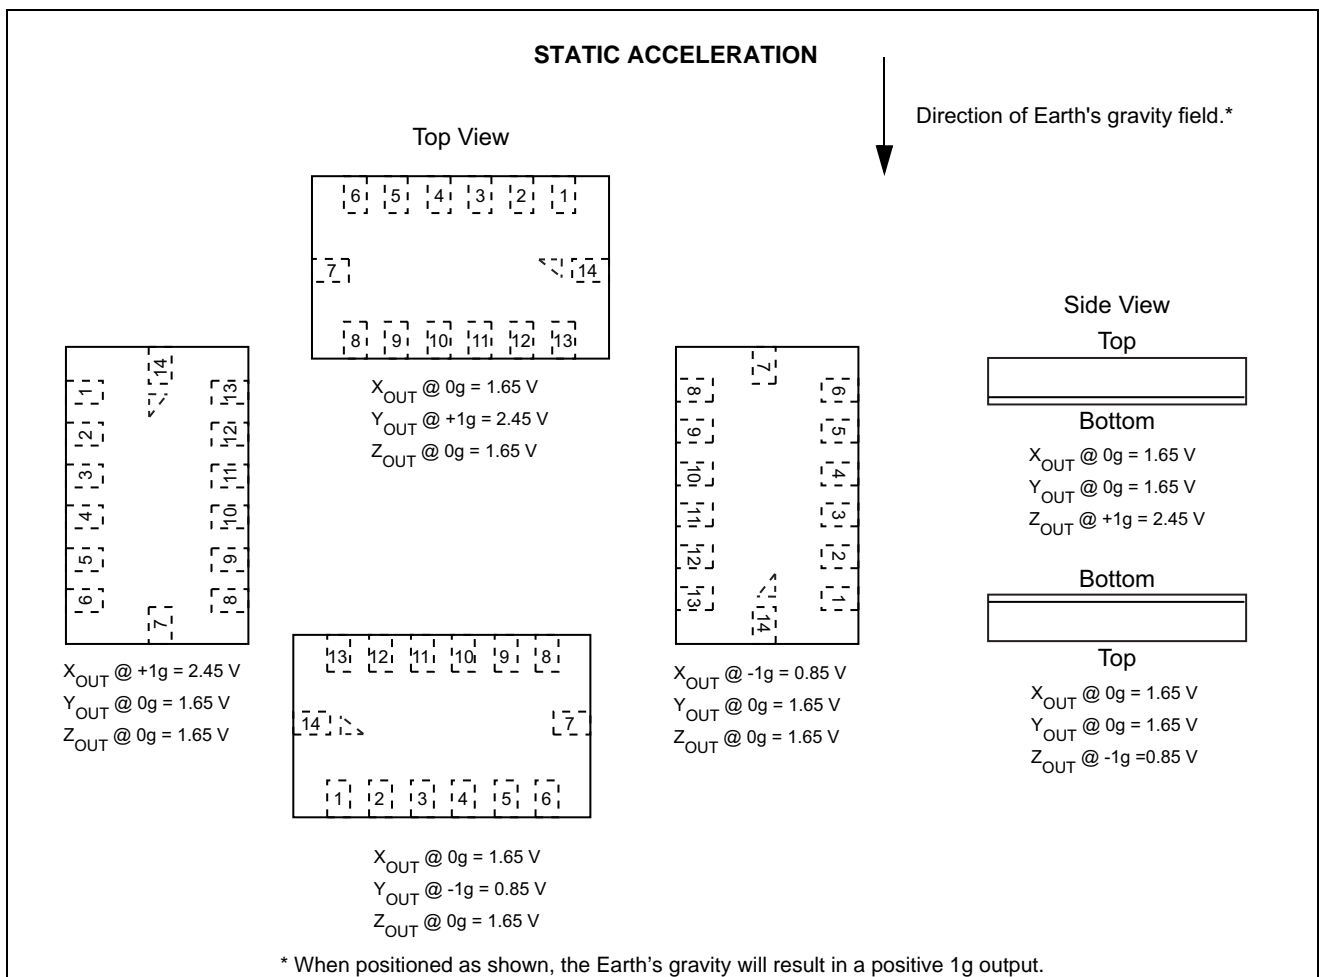 STATIC ACCELERATION
Direction of Earth's gravity field.*
Top View
6 5 4 3 2 1
7 14
8 9 10 11 12 13
X_OUT @ 0g = 1.65 V
Y_OUT @ +1g = 2.45 V
Z_OUT @ 0g = 1.65 V
14
1 13
2 12
3 11
4 10
5 9
6 8
7
X_OUT @ +1g = 2.45 V
Y_OUT @ 0g = 1.65 V
Z_OUT @ 0g = 1.65 V
13 12 11 10 9 8
14 7
1 2 3 4 5 6
X_OUT @ 0g = 1.65 V
Y_OUT @ -1g = 0.85 V
Z_OUT @ 0g = 1.65 V
7
8 6
9 5
10 4
11 3
12 2
13 1
14
X_OUT @ -1g = 0.85 V
Y_OUT @ 0g = 1.65 V
Z_OUT @ 0g = 1.65 V
Side View
Top
Bottom
X_OUT @ 0g = 1.65 V
Y_OUT @ 0g = 1.65 V
Z_OUT @ +1g = 2.45 V
Bottom
Top
X_OUT @ 0g = 1.65 V
Y_OUT @ 0g = 1.65 V
Z_OUT @ -1g =0.85 V
* When positioned as shown, the Earth's gravity will result in a positive 1g output.